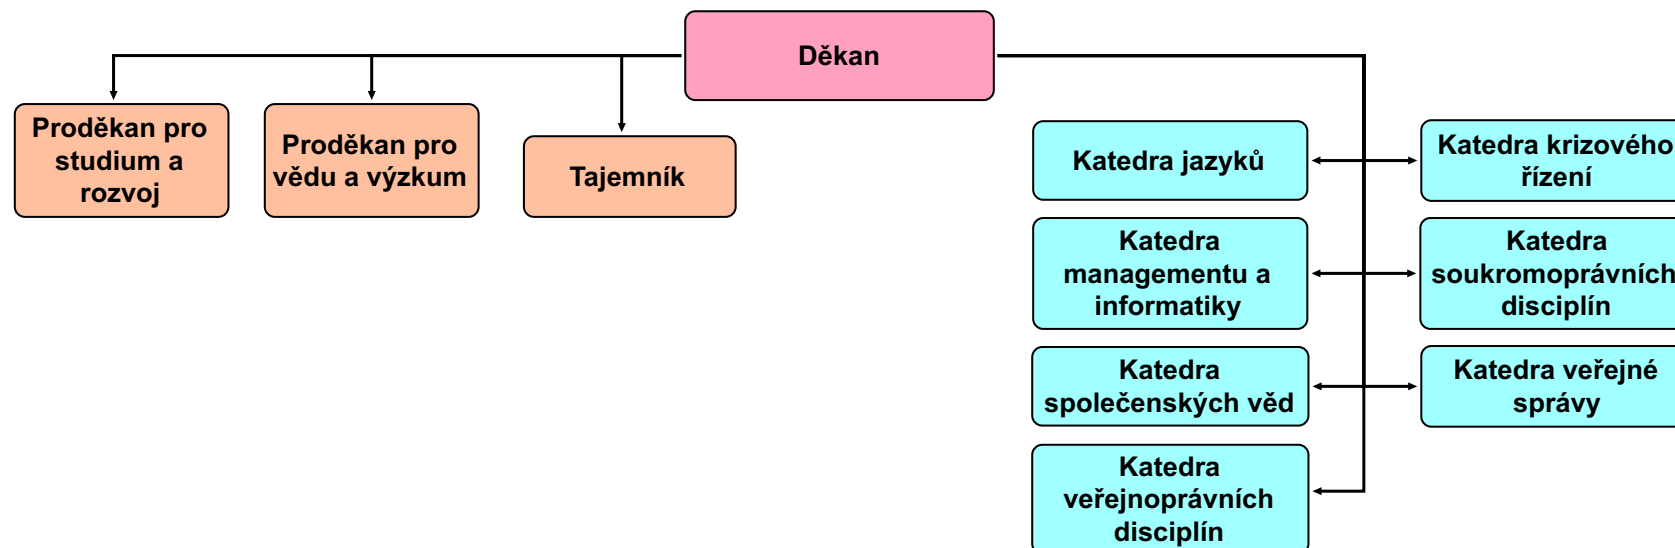 Děkan
Proděkan pro
studium a
rozvoj
Proděkan pro
vědu a výzkum
Tajemník
Katedra jazyků
Katedra krizového
řízení
Katedra
managementu a
informatiky
Katedra
soukromoprávních
disciplín
Katedra
společenských věd
Katedra veřejné
správy
Katedra
veřejnoprávních
disciplín